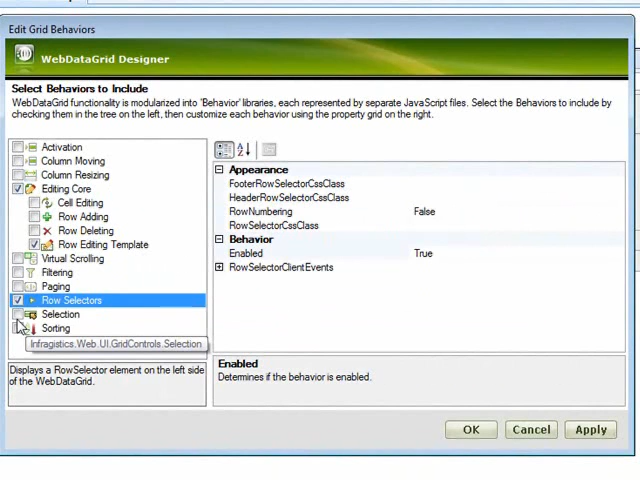 Edit Grid Behaviors
WebDataGrid Designer
Select Behaviors to Include
WebDataGrid functionality is modularized into 'Behavior' libraries, each represented by separate JavaScript files. Select the Behaviors to include by
checking them in the tree on the left, then customize each behavior using the property grid on the right.
Activation
Column Moving
Column Resizing
Editing Core
Cell Editing
Row Adding
Row Deleting
Row Editing Template
Virtual Scrolling
Filtering
Paging
Row Selectors
Selection
Sorting
Infragistics.Web.UI.GridControls.Selection
Displays a RowSelector element on the left side
of the WebDataGrid.
Appearance
FooterRowSelectorCssClass
HeaderRowSelectorCssClass
RowNumbering False
RowSelectorCssClass
Behavior
Enabled True
RowSelectorClientEvents
Enabled
Determines if the behavior is enabled.
OK Cancel Apply